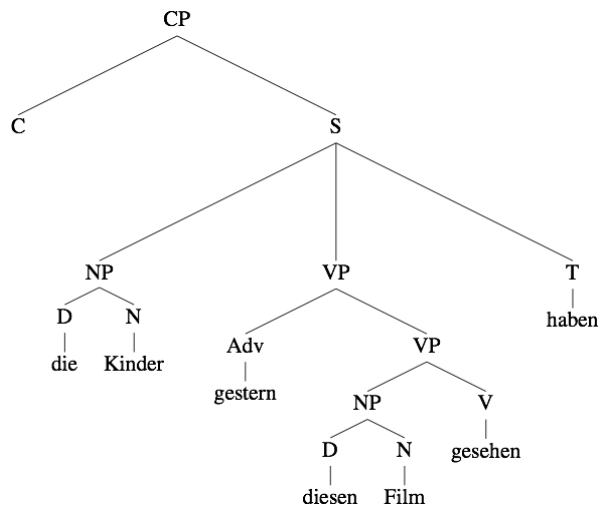 CP
C S
NP VP T
D N haben
die Kinder
Adv VP
gestern
NP V
D N gesehen
diesen Film